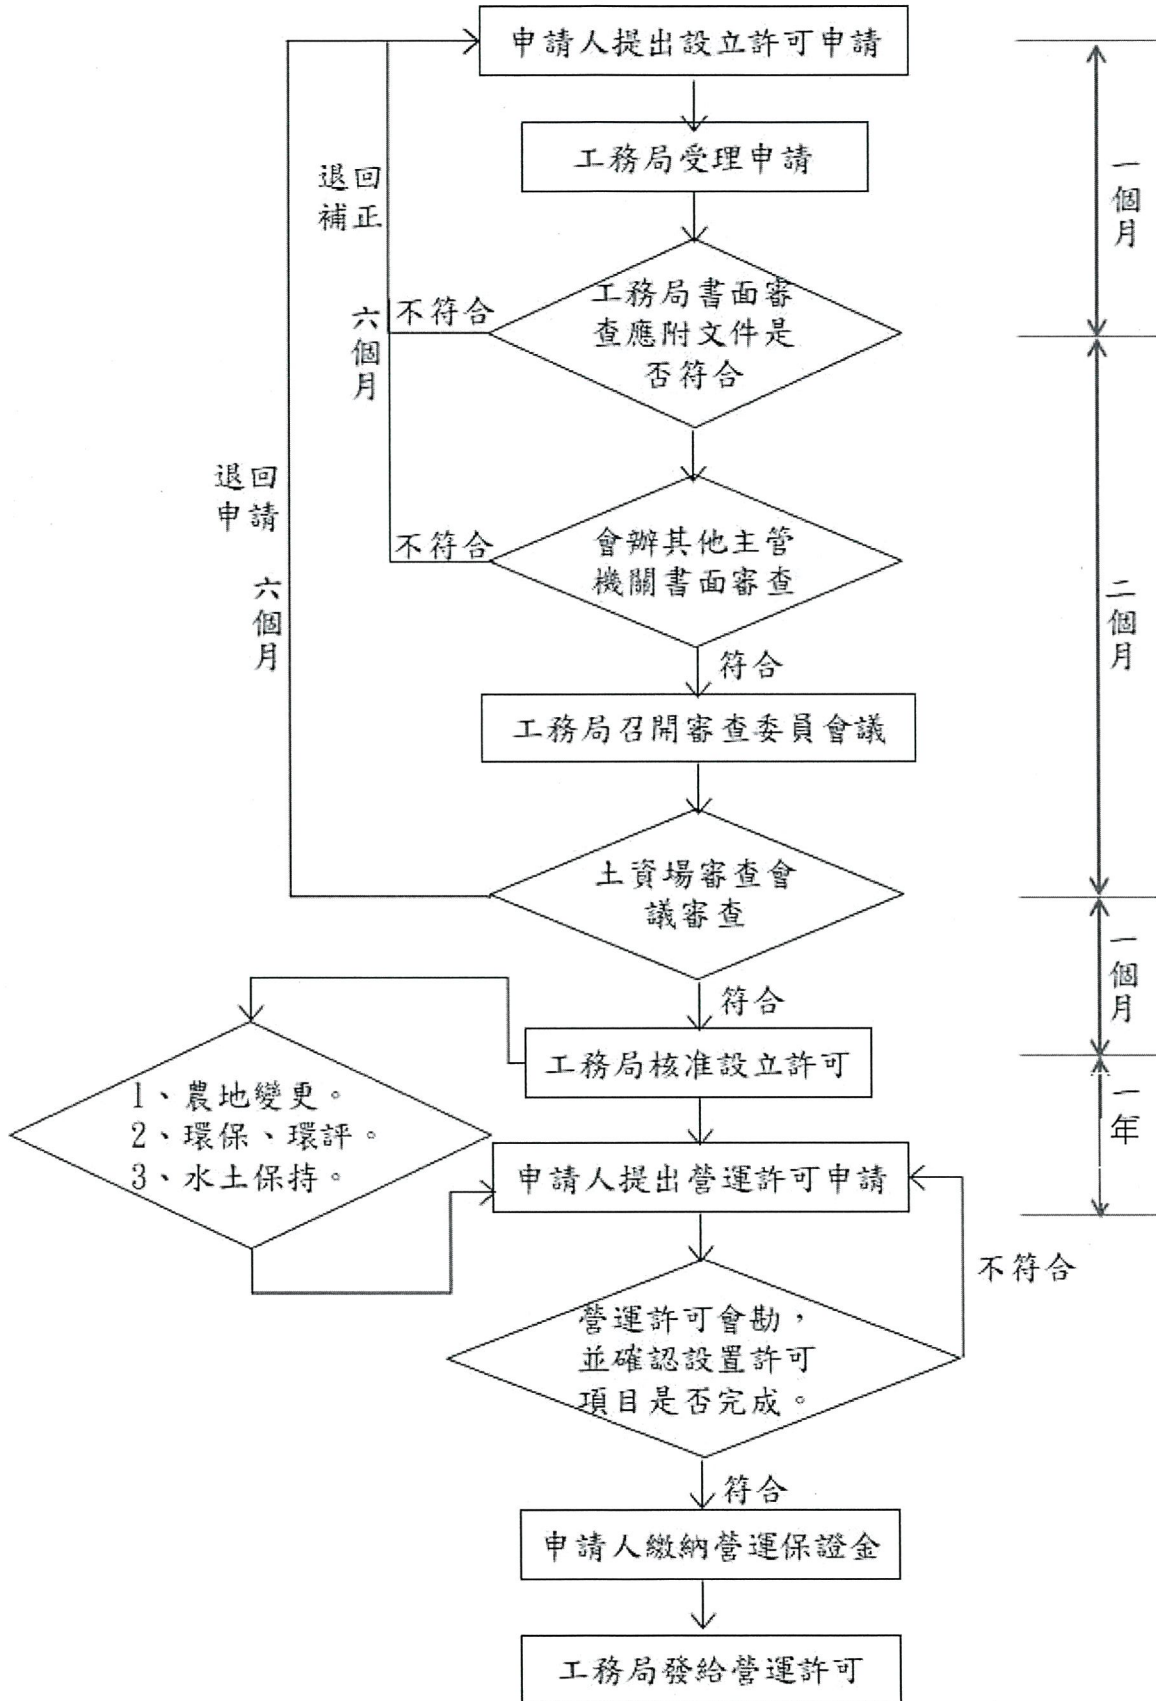 申請人提出設立許可申請
工務局受理申請
一個月
退回
補正
六個月
不符合
工務局書面審
查應附文件是
否符合
退回
申請
六個月
不符合
會辦其他主管
機關書面審查
二個月
符合
工務局召開審查委員會議
土資場審查會
議審查
一個月
符合
工務局核准設立許可
一年
1、農地變更。
2、環保、環評。
3、水土保持。
申請人提出營運許可申請
不符合
營運許可會勘,
並確認設置許可
項目是否完成。
符合
申請人繳納營運保證金
工務局發給營運許可